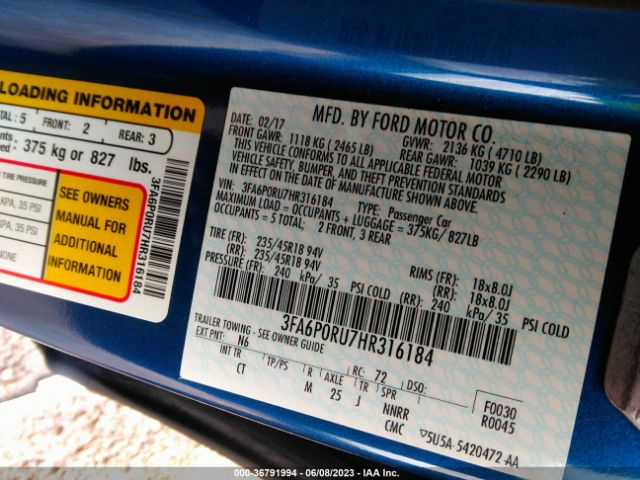 LOADING INFORMATION
TOTAL: 5 FRONT: 2 REAR: 3
375 kg or 827 lbs.
TIRE PRESSURE
KPA, 35 PSI
KPA, 35 PSI
NONE
SEE OWNERS
MANUAL FOR
ADDITIONAL
INFORMATION
3FA6P0RU7HR316184
MFD. BY FORD MOTOR CO.
DATE: 02/17 GVWR: 2136 KG ( 4710 LB)
FRONT GAWR: 1118 KG ( 2465 LB) REAR GAWR: 1039 KG ( 2290 LB)
THIS VEHICLE CONFORMS TO ALL APPLICABLE FEDERAL MOTOR
VEHICLE SAFETY, BUMPER, AND THEFT PREVENTION STANDARDS
IN EFFECT ON THE DATE OF MANUFACTURE SHOWN ABOVE.
VIN: 3FA6P0RU7HR316184 TYPE: Passenger Car
MAXIMUM LOAD = OCCUPANTS + LUGGAGE = 375KG/ 827LB
OCCUPANTS = 5 TOTAL: 2 FRONT, 3 REAR
TIRE (FR): 235/45R18 94V RIMS (FR): 18x8.0J
(RR): 235/45R18 94V (RR): 18x8.0J
PRESSURE (FR): 240 kPa/ 35 PSI COLD (RR): 240 kPa/ 35 PSI COLD
3FA6P0RU7HR316184
TRAILER TOWING - SEE OWNER GUIDE
EXT PNT: N6 RC: 72 DSO:
INT TR TP/PS R AXLE TR SPR F0030
CT M 25 J NNRR R0045
CMC ▽5U5A-5420472-AA
000-36791994 - 06/08/2023 - IAA Inc.